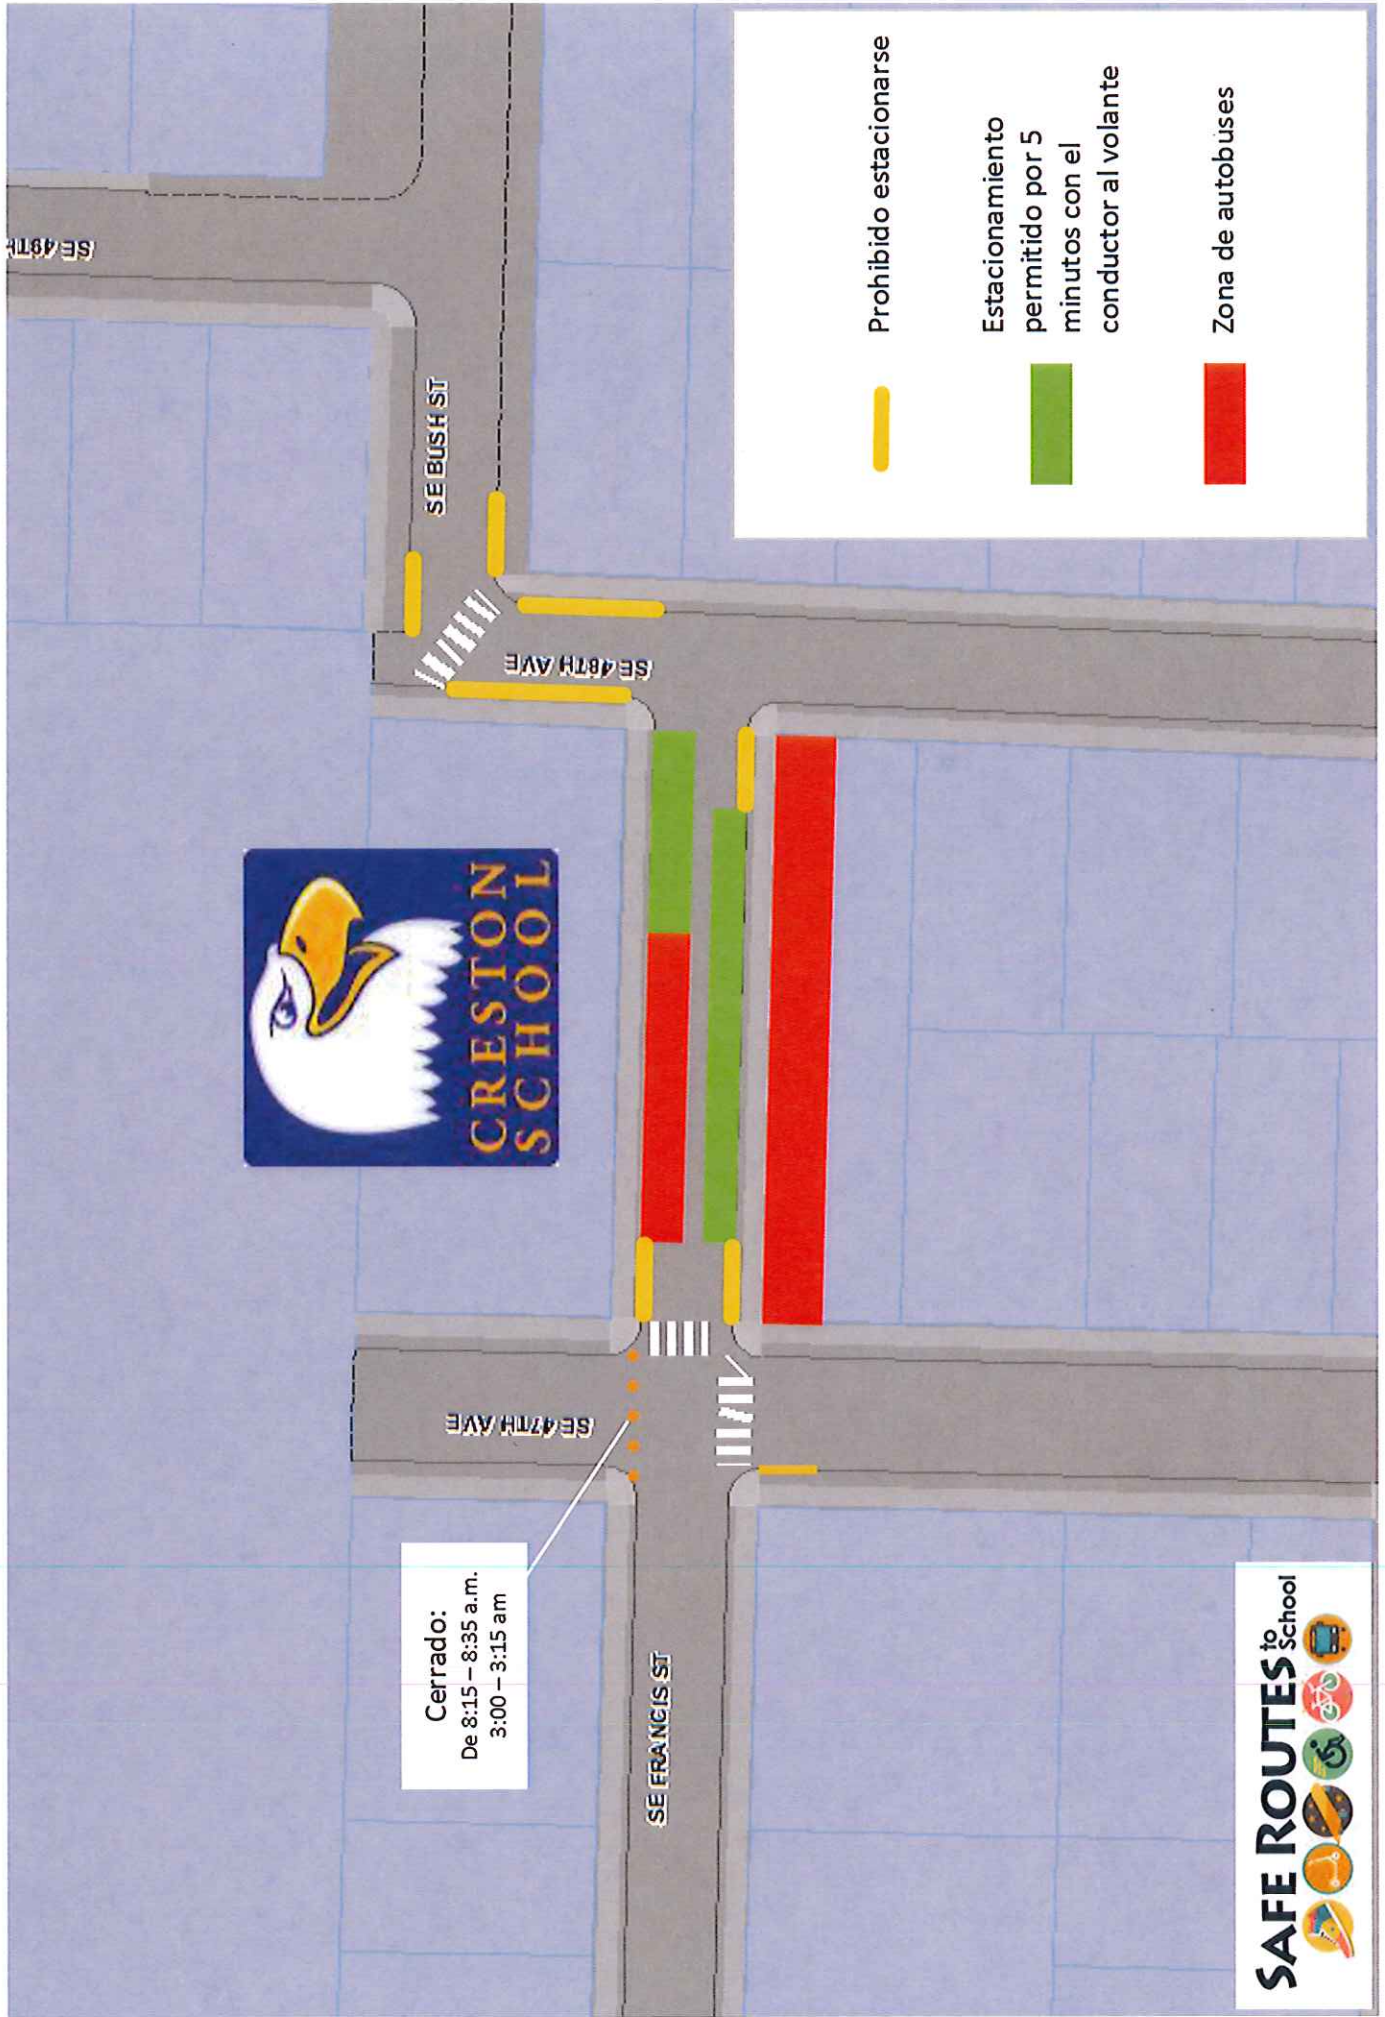 SE 49TH
SE BUSH ST
SE 48TH AVE
CRESTON
SCHOOL
SE 47TH AVE
Cerrado:
De 8:15 – 8:35 a.m.
3:00 – 3:15 am
SE FRANCIS ST
Prohibido estacionarse
Estacionamiento
permitido por 5
minutos con el
conductor al volante
Zona de autobuses
SAFE ROUTES to
School